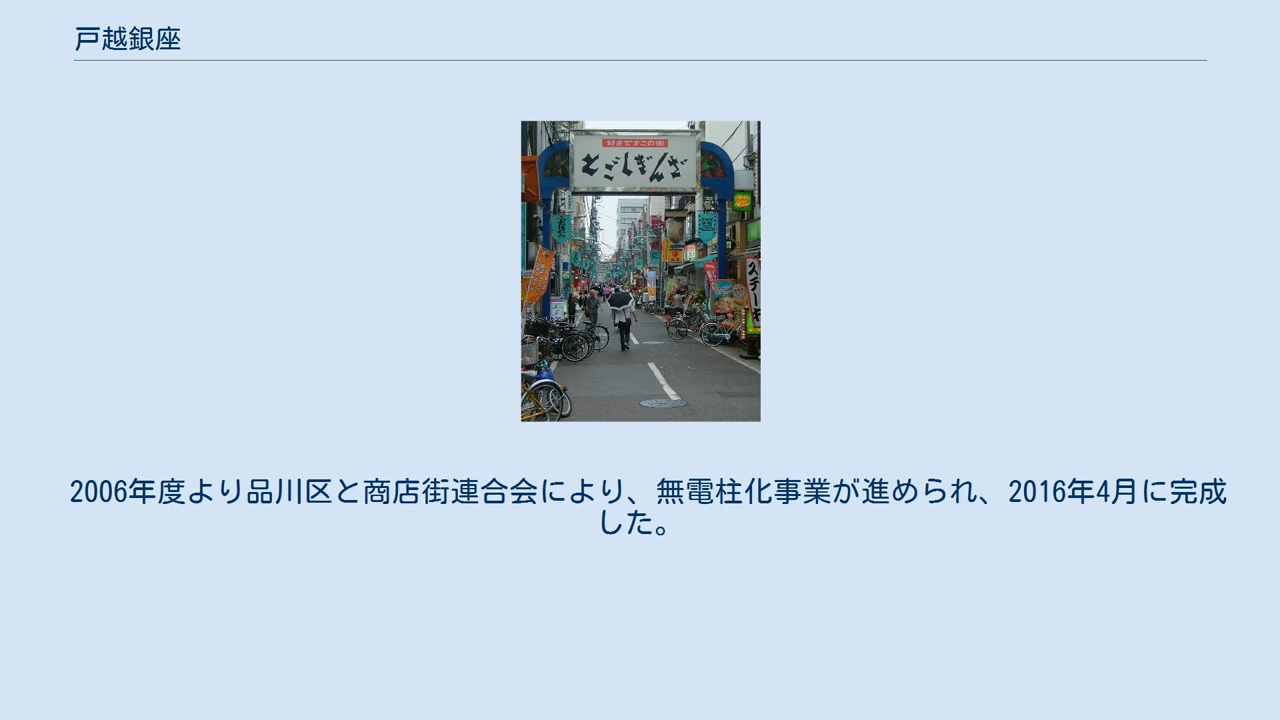 戸越銀座
とごしぎんざ
2006年度より品川区と商店街連合会により、無電柱化事業が進められ、2016年4月に完成
した。